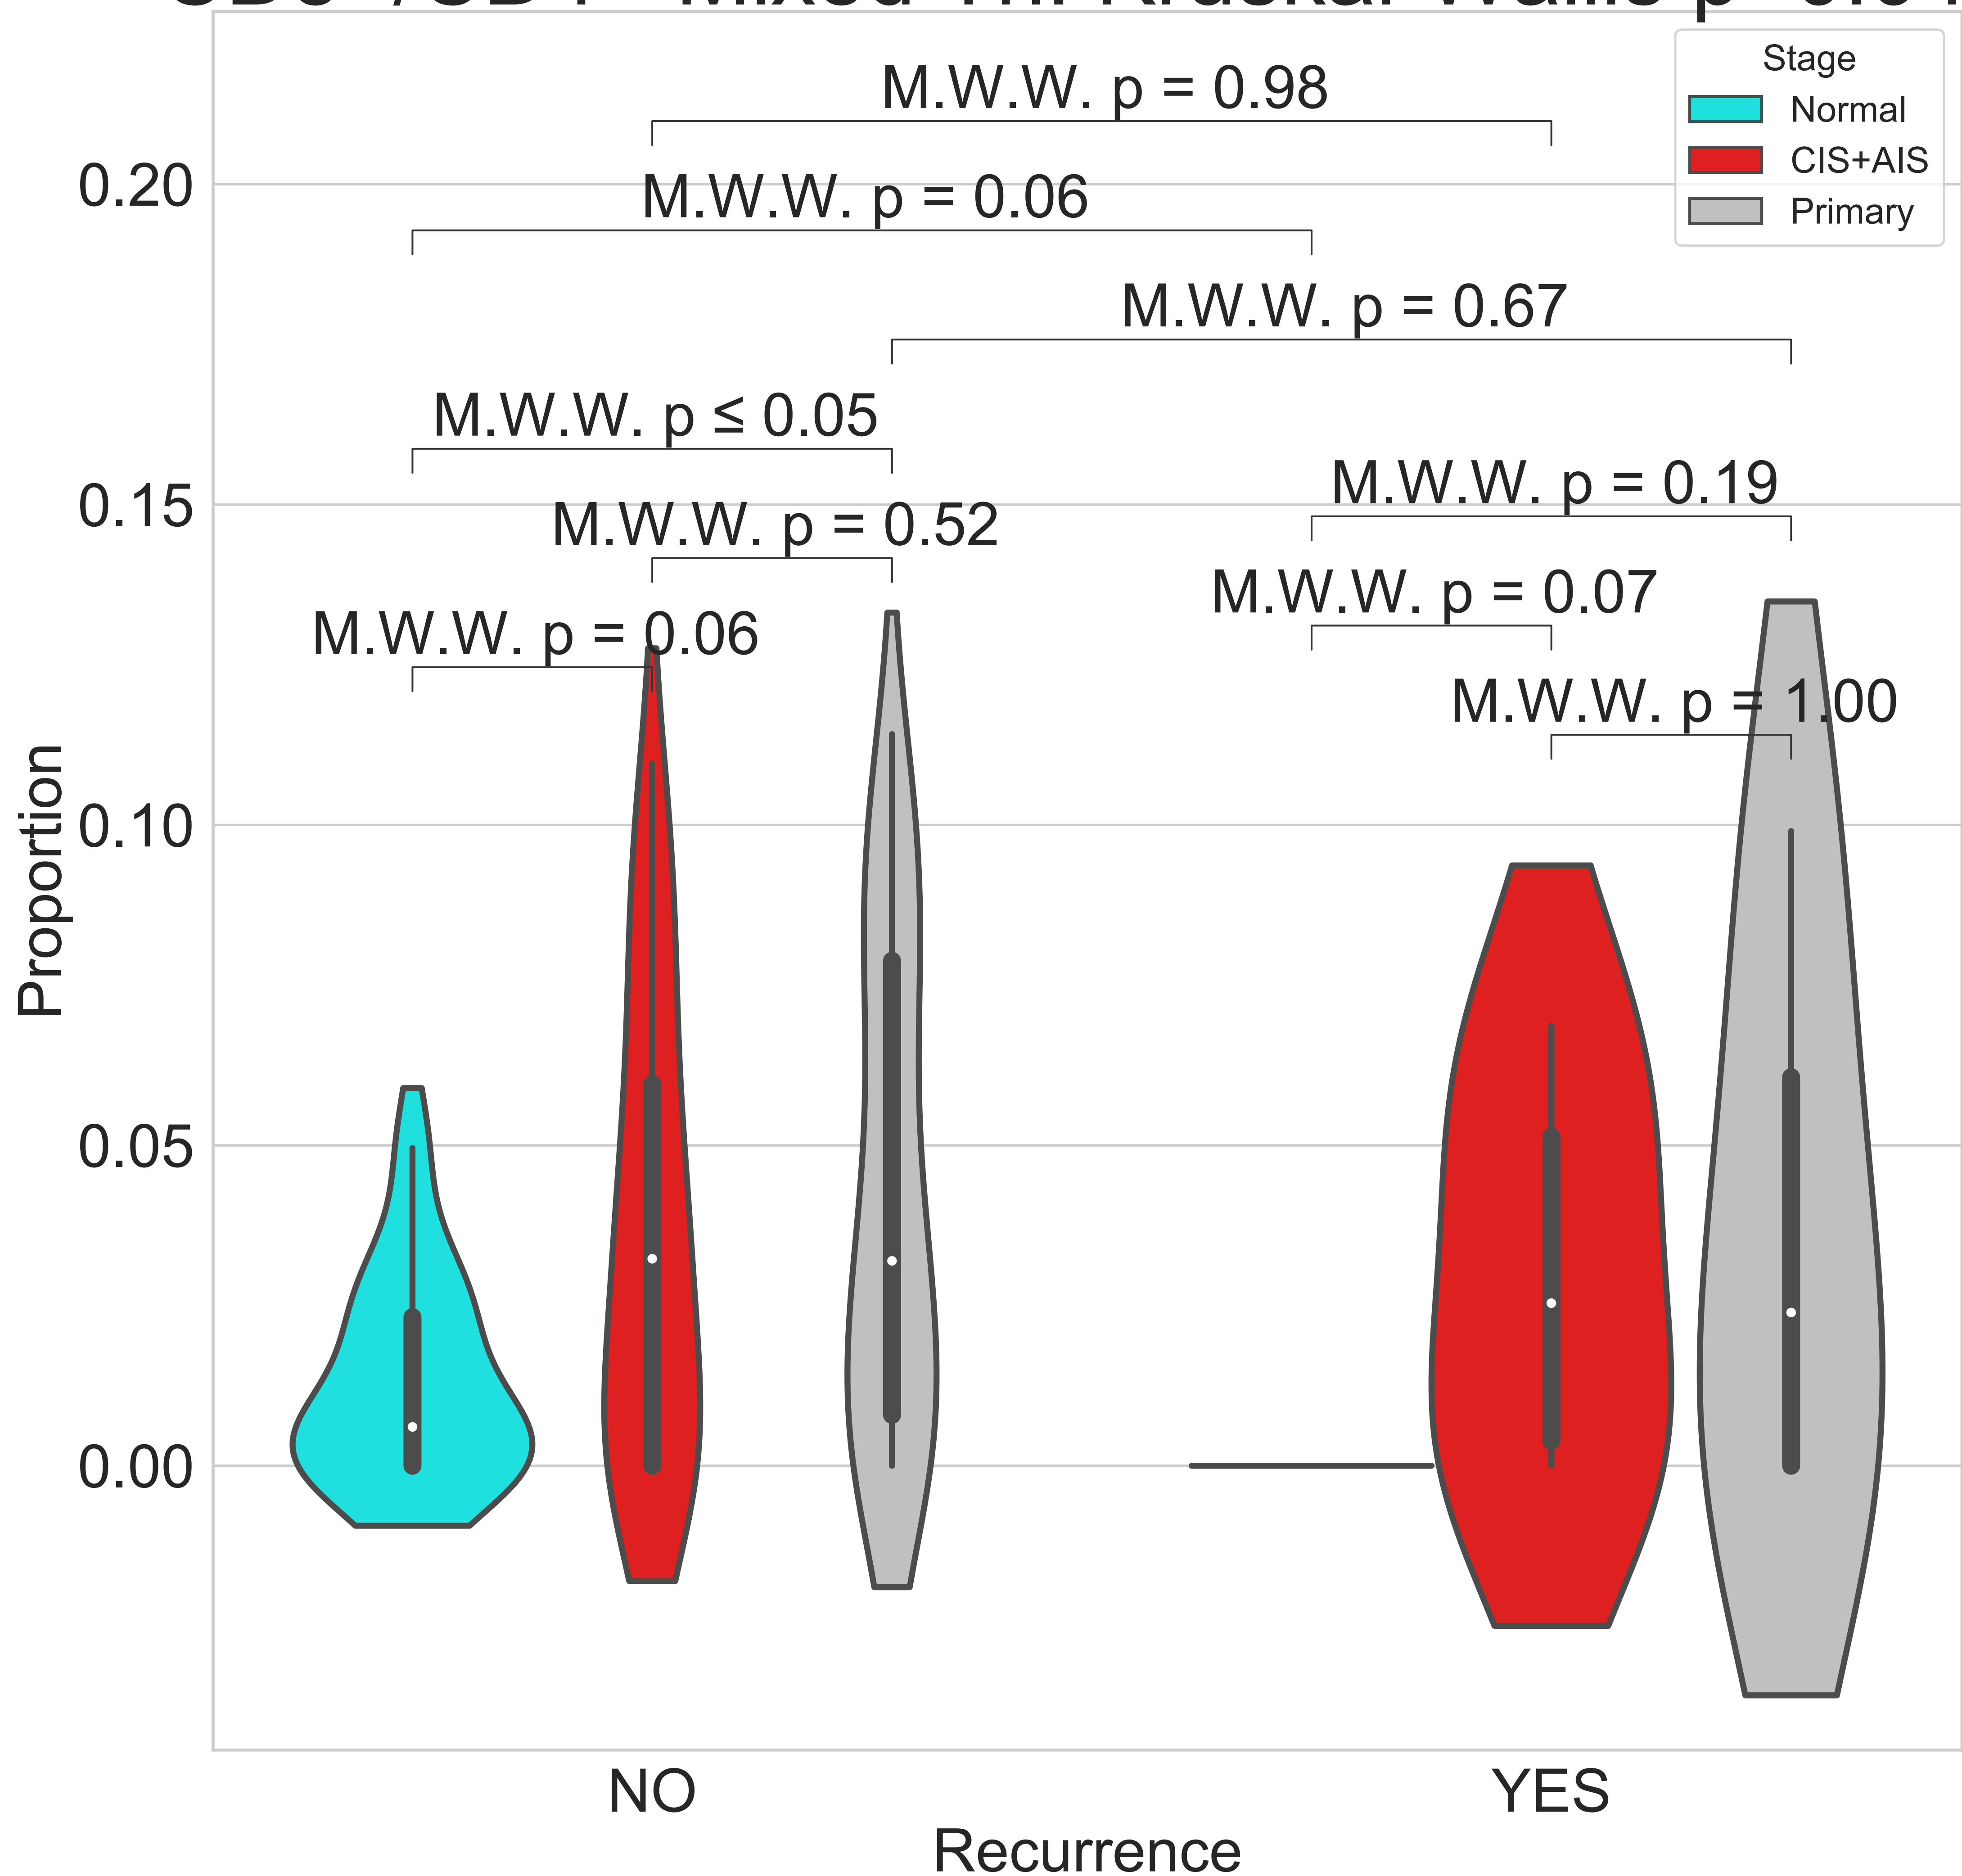 Stage
Normal
CIS+AIS
Primary
M.W.W. p = 0.98
M.W.W. p = 0.06
M.W.W. p = 0.67
M.W.W. p ≤ 0.05
M.W.W. p = 0.19
M.W.W. p = 0.52
M.W.W. p = 0.07
M.W.W. p = 0.06
M.W.W. p = 1.00
0.20
0.15
0.10
0.05
0.00
Proportion
NO
YES
Recurrence